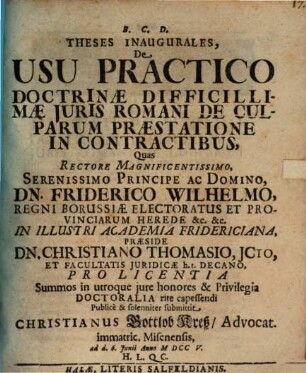 B. C. D.
THESES INAUGURALES,
De
USU PRACTICO
DOCTRINÆ DIFFICILLI-
MÆ JURIS ROMANI DE CUL-
PARUM PRÆSTATIONE
IN CONTRACTIBUS,
Quas
RECTORE MAGNIFICENTISSIMO,
SERENISSIMO PRINCIPE AC DOMINO,
DN. FRIDERICO WILHELMO,
REGNI BORUSSIÆ ELECTORATUS ET PRO-
VINCIARUM HEREDE &c. &c.
IN ILLUSTRI ACADEMIA FRIDERICIANA,
PRÆSIDE
DN. CHRISTIANO THOMASIO, JCto,
ET FACULTATIS JURIDICÆ h.t. DECANO,
PRO LICENTIA
Summos in utroque jure honores & Privilegia
DOCTORALIA rite capessendi
Publicè & solenniter submittit
CHRISTIANUS Gottlob Kreß/ Advocat.
immatric. Misenensis,
ad d. 6. Junii Anno M DCC V.
H. L. Q. C.
HALÆ, LITERIS SALFELDIANIS.